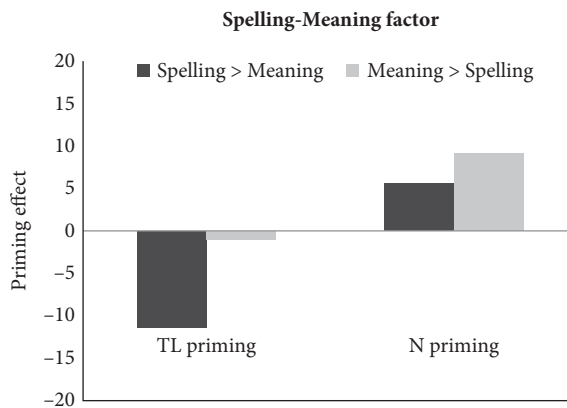 Spelling-Meaning factor
Spelling > Meaning Meaning > Spelling
Priming effect
20
15
10
5
0
−5
−10
−15
−20
TL priming N priming